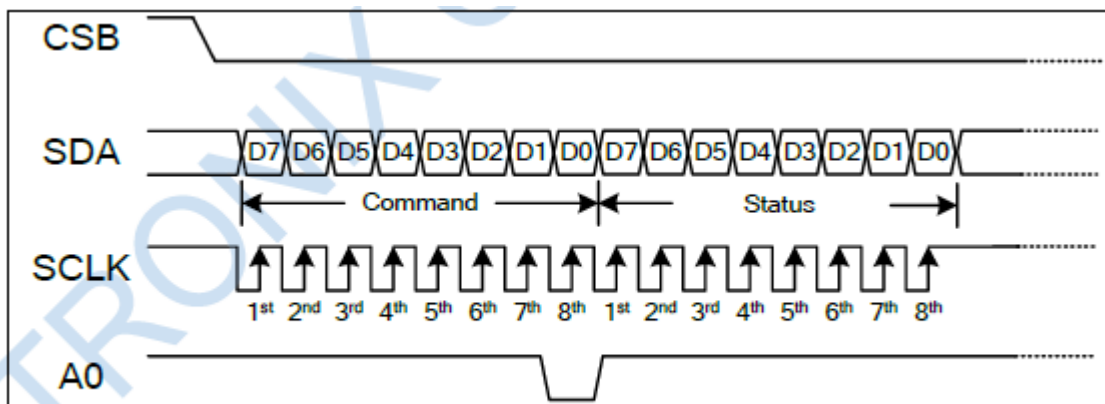 CSB
SDA D7 D6 D5 D4 D3 D2 D1 D0 D7 D6 D5 D4 D3 D2 D1 D0
Command Status
SCLK
1st 2nd 3rd 4th 5th 6th 7th 8th 1st 2nd 3rd 4th 5th 6th 7th 8th
A0
TRONIX